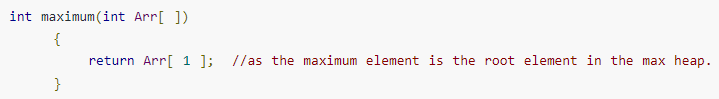 int maximum(int Arr[ ])
{
return Arr[ 1 ];  //as the maximum element is the root element in the max heap.
}